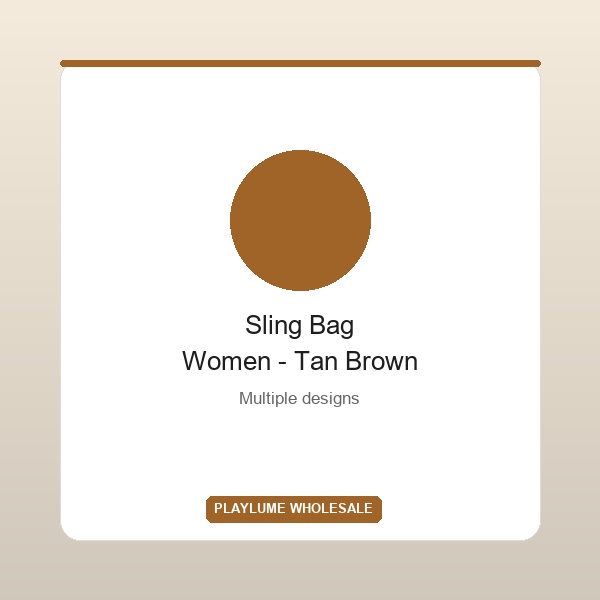 Sling Bag
Women - Tan Brown
Multiple designs
PLAYLUME WHOLESALE